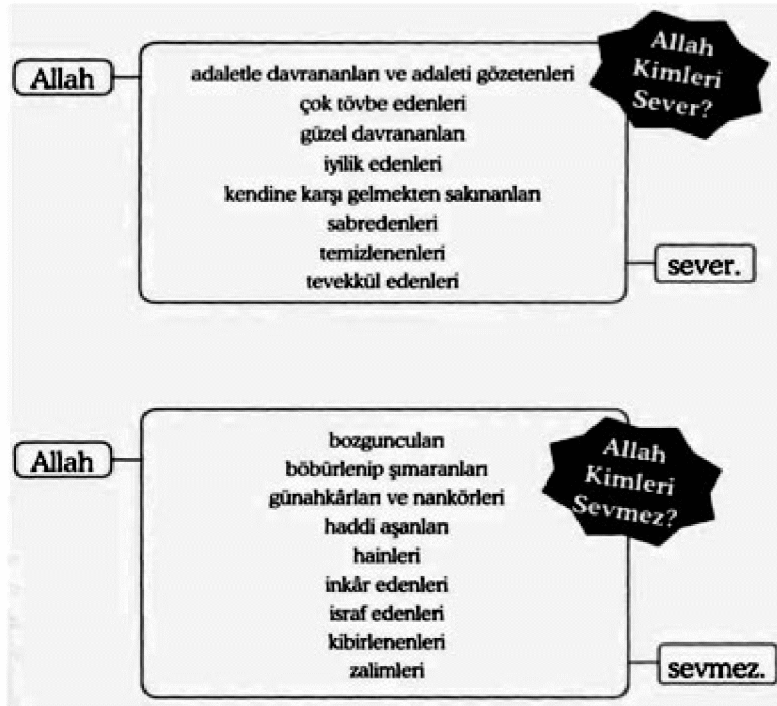 Allah
Kimleri
Sever?
Allah
adaletle davrananları ve adaleti gözetenleri
çok tövbe edenleri
güzel davrananları
iyilik edenleri
kendine karşı gelmekten sakınanları
sabredenleri
temizlenenleri
tevekkül edenleri
sever.
Allah
Kimleri
Sevmez?
Allah
bozguncuları
böbürlenip şımaranları
günahkârları ve nankörleri
haddi aşanları
hainleri
inkâr edenleri
israf edenleri
kibirlenenleri
zalimleri
sevmez.